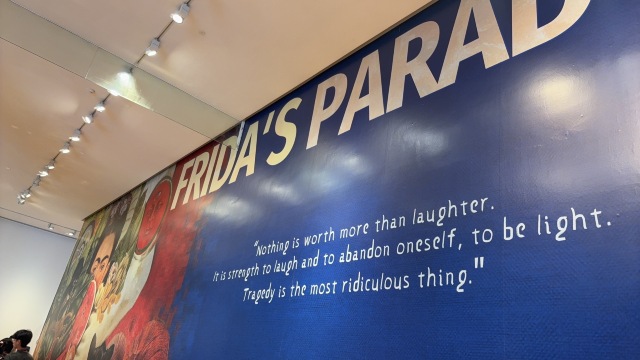 FRIDA'S PARAD
"Nothing is worth more than laughter.
It is strength to laugh and to abandon oneself, to be light.
Tragedy is the most ridiculous thing."